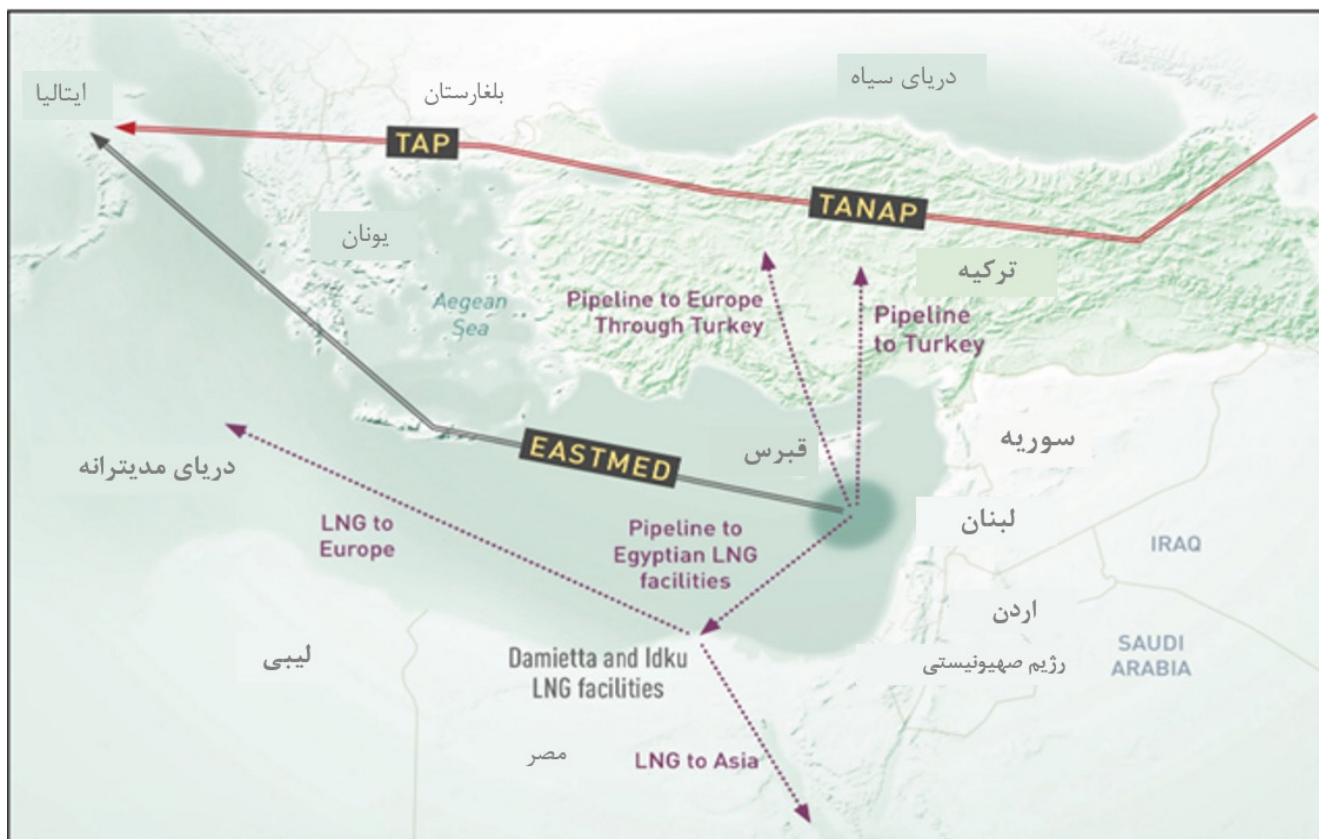 دریای سیاه
ایتالیا
بلغارستان
TAP
TANAP
یونان
ترکیه
Aegean
Sea
Pipeline to Europe
Through Turkey
Pipeline
to Turkey
EASTMED
قبرس
سوریه
دریای مدیترانه
LNG to
Europe
Pipeline to
Egyptian LNG
facilities
لبنان
IRAQ
اردن
SAUDI
ARABIA
رژیم صهیونیستی
لیبی
Damietta and Idku
LNG facilities
مصر
LNG to Asia